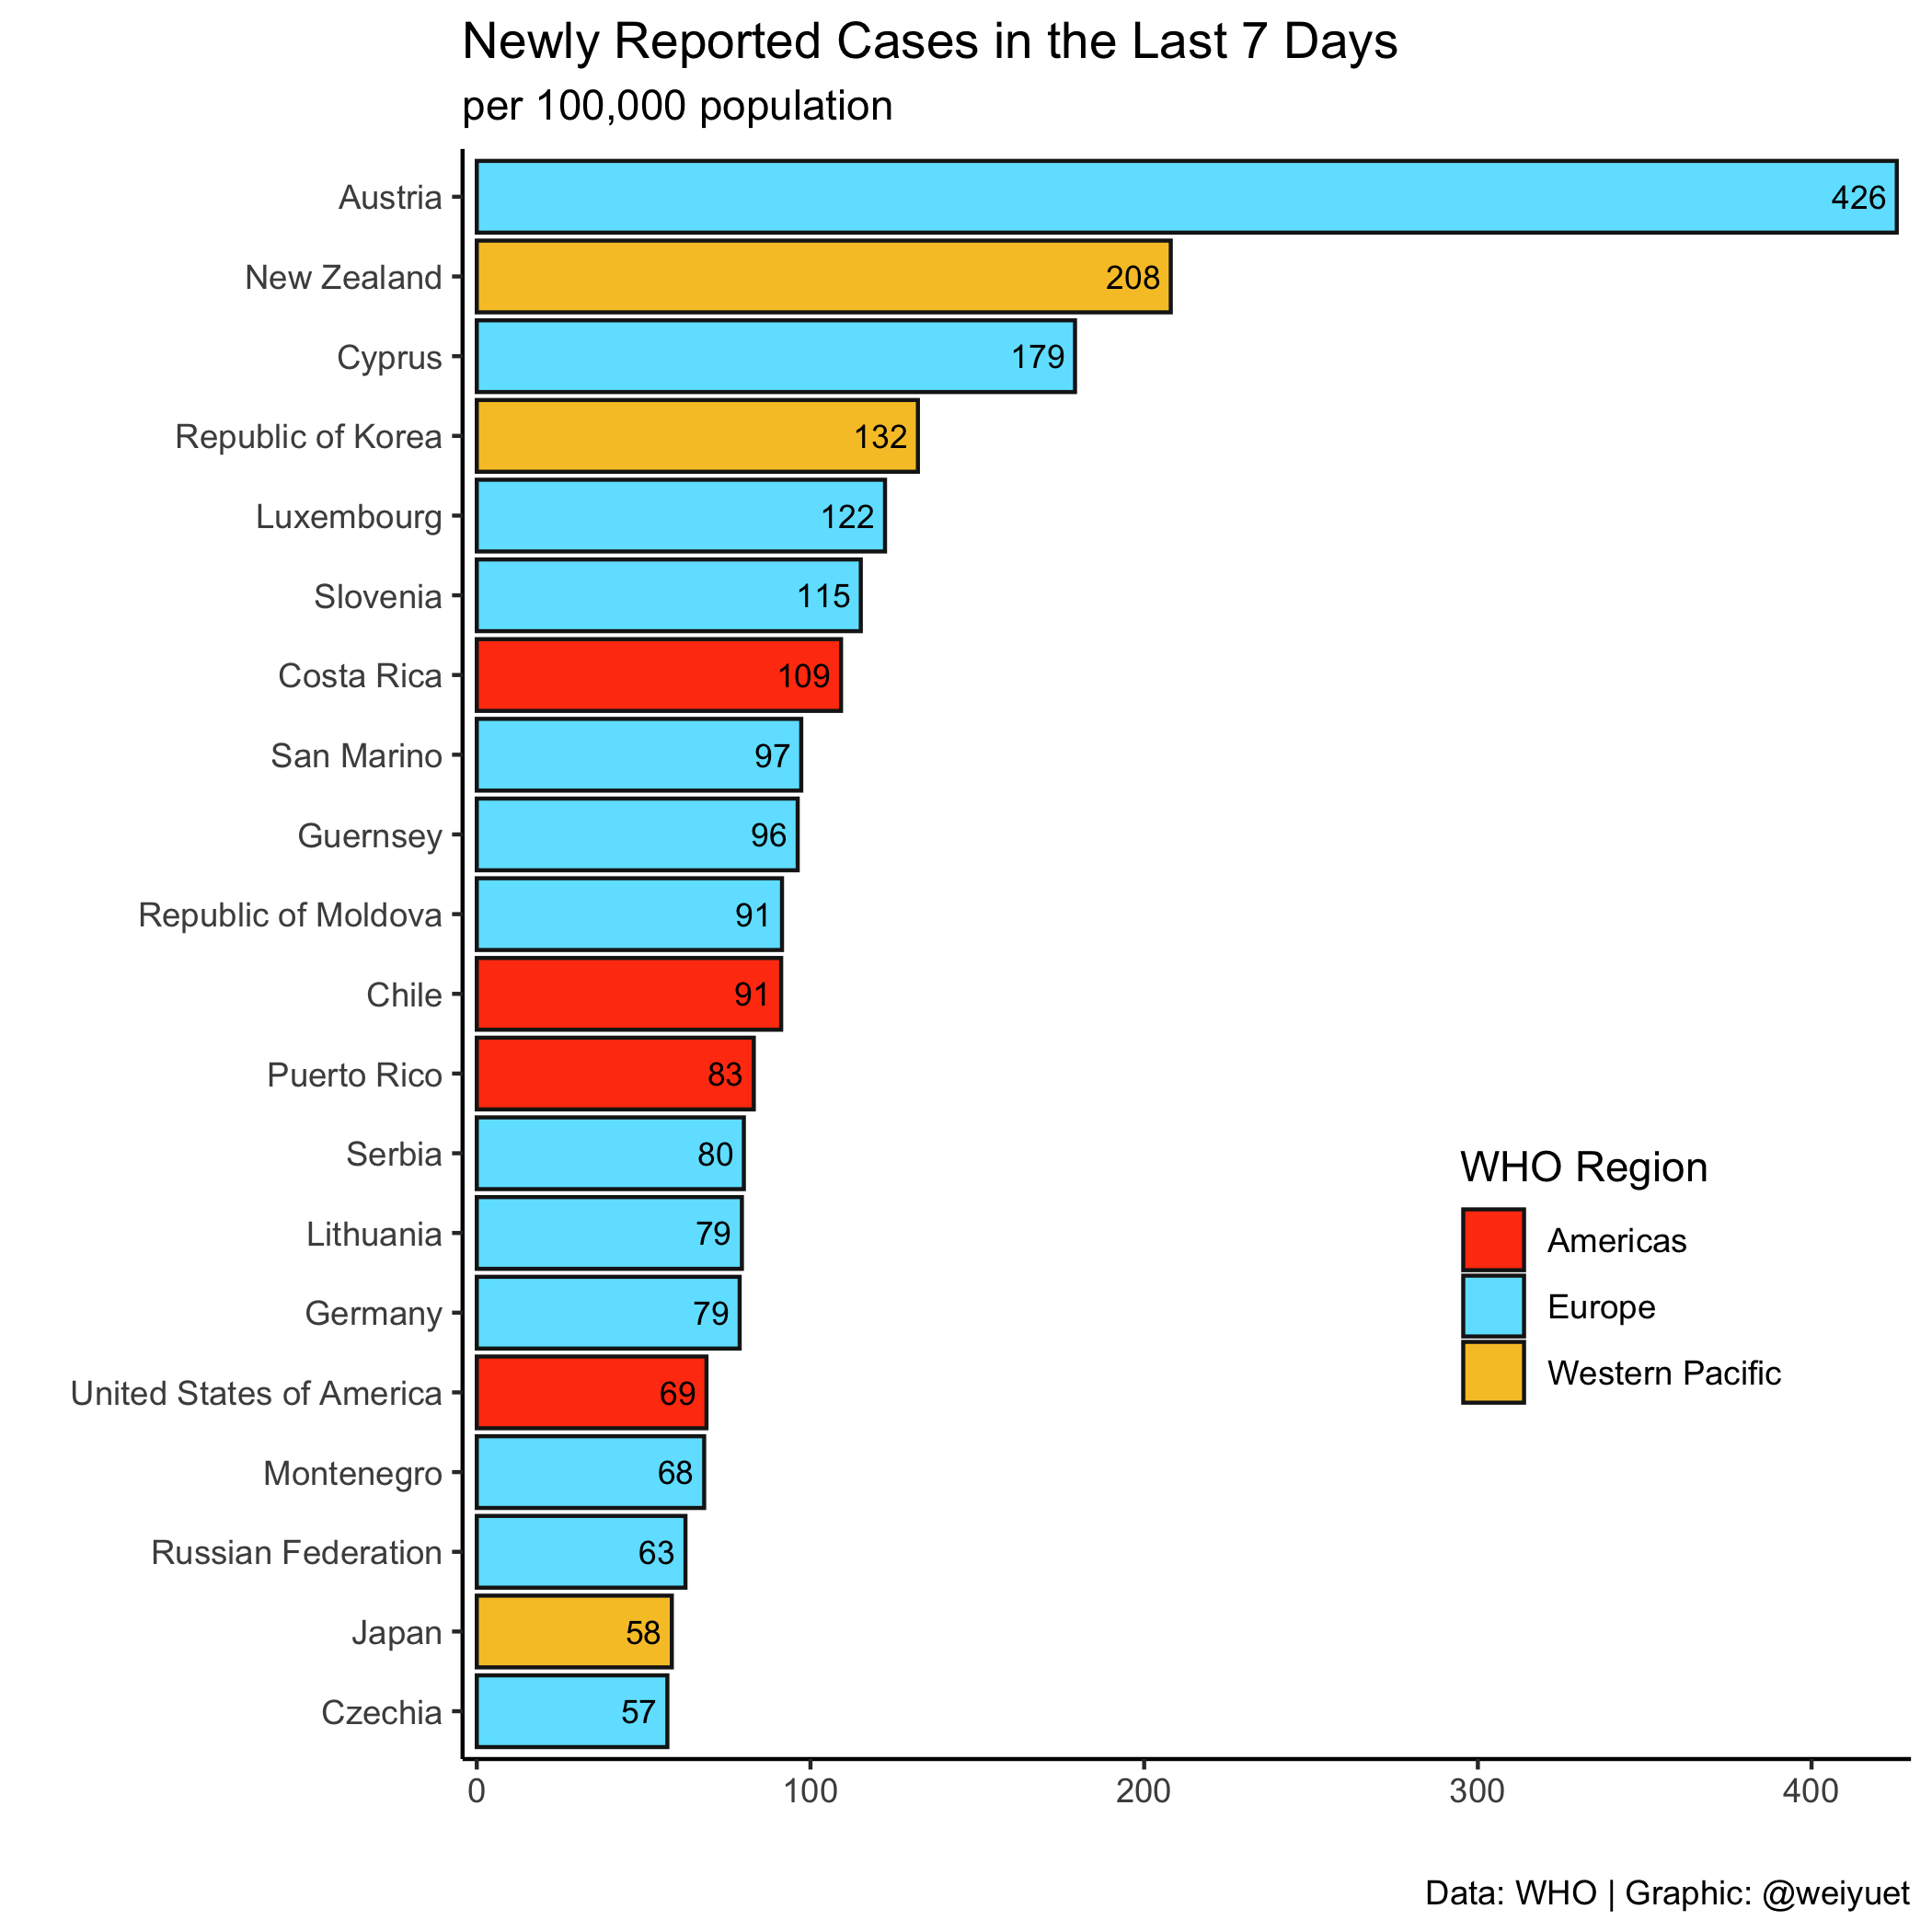 Newly Reported Cases in the Last 7 Days
per 100,000 population
Austria 426
New Zealand 208
Cyprus 179
Republic of Korea 132
Luxembourg 122
Slovenia 115
Costa Rica 109
San Marino 97
Guernsey 96
Republic of Moldova 91
Chile 91
Puerto Rico 83
Serbia 80
Lithuania 79
Germany 79
United States of America 69
Montenegro 68
Russian Federation 63
Japan 58
Czechia 57
0 100 200 300 400
WHO Region
Americas
Europe
Western Pacific
Data: WHO | Graphic: @weiyuet